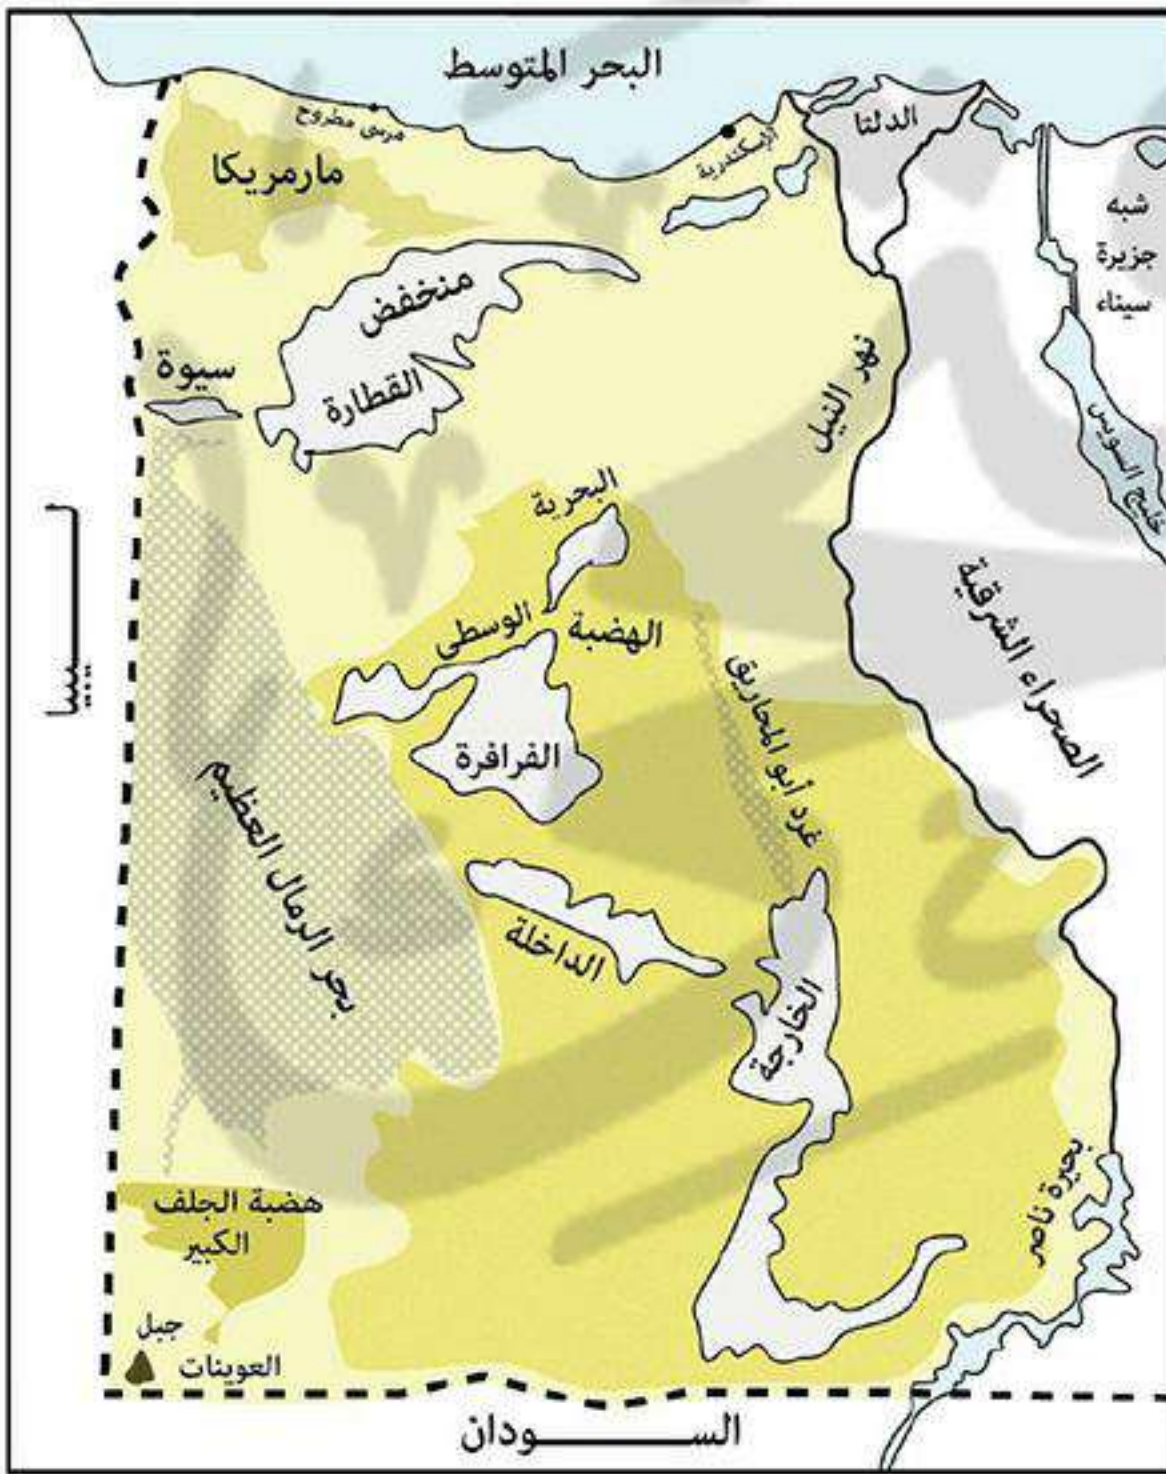 البحر المتوسط
الدلتا
مرسى مطروح
الإسكندرية
مارمريكا
شبه
جزيرة
سيناء
منخفض
القطارة
سيوة
نهر النيل
خليج السويس
البحرية
ليبيا
الهضبة الوسطى
الصحراء الشرقية
غرد أبو المحاريق
الفرافرة
بحر الرمال العظيم
الداخلة
الخارجة
بحيرة ناصر
هضبة الجلف
الكبير
جبل
العوينات
الســـــــودان